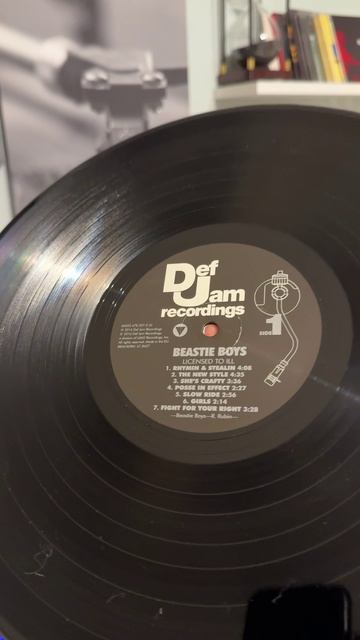 Def
Jam
recordings
SIDE 1
BEASTIE BOYS
LICENSED TO ILL
1. RHYMIN & STEALIN 4:08
2. THE NEW STYLE 4:35
3. SHE'S CRAFTY 3:36
4. POSSE IN EFFECT 2:27
5. SLOW RIDE 2:56
6. GIRLS 2:14
7. FIGHT FOR YOUR RIGHT 3:28
—Beastie Boys—R. Rubin—